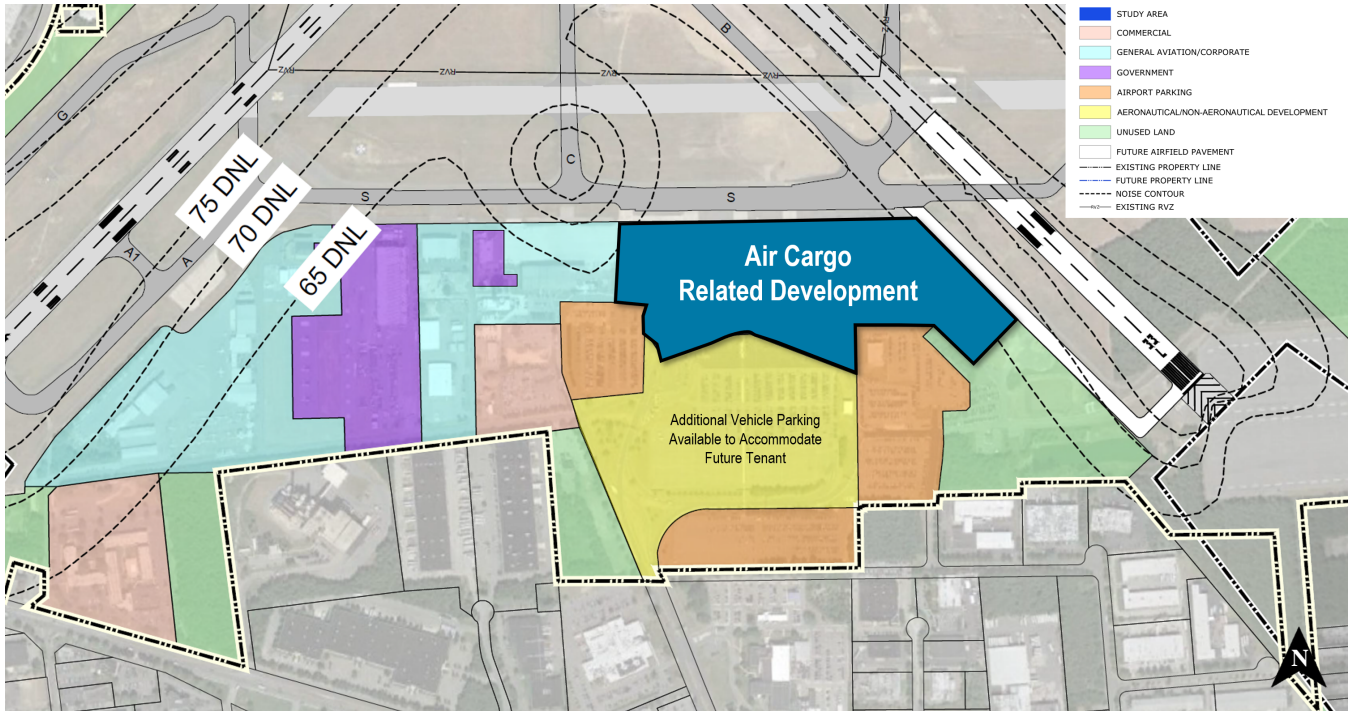 STUDY AREA
COMMERCIAL
GENERAL AVIATION/CORPORATE
GOVERNMENT
AIRPORT PARKING
AERONAUTICAL/NON-AERONAUTICAL DEVELOPMENT
UNUSED LAND
FUTURE AIRFIELD PAVEMENT
EXISTING PROPERTY LINE
FUTURE PROPERTY LINE
NOISE CONTOUR
RVZ EXISTING RVZ
B
RVZ
RVZ
RVZ
RVZ
RVZ
G
C
75 DNL
70 DNL
65 DNL
S
S
A1
A
Air Cargo
Related Development
Additional Vehicle Parking
Available to Accommodate
Future Tenant
N